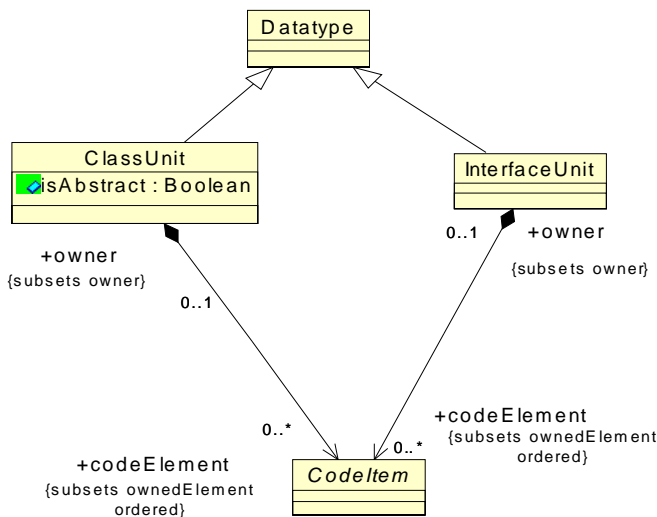 Datatype
ClassUnit
isAbstract : Boolean
InterfaceUnit
+owner
{subsets owner}
0..1
0..1
+owner
{subsets owner}
0..*
+codeElement
{subsets ownedElement
ordered}
0..*
+codeElement
{subsets ownedElement
ordered}
CodeItem